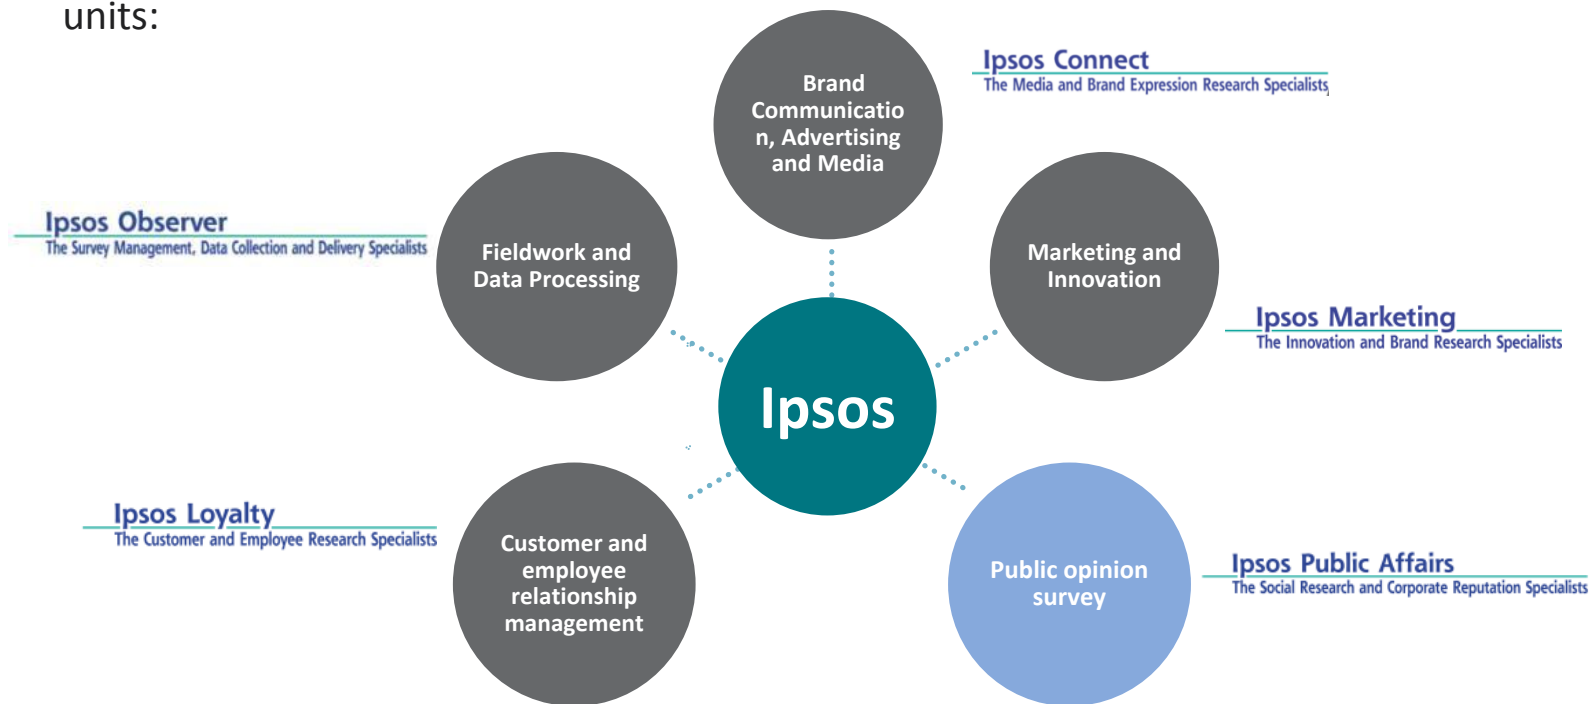 units:
Ipsos Connect
The Media and Brand Expression Research Specialists
Brand
Communicatio
n, Advertising
and Media
Ipsos Observer
The Survey Management, Data Collection and Delivery Specialists
Fieldwork and
Data Processing
Marketing and
Innovation
Ipsos Marketing
The Innovation and Brand Research Specialists
Ipsos
Ipsos Loyalty
The Customer and Employee Research Specialists
Customer and
employee
relationship
management
Public opinion
survey
Ipsos Public Affairs
The Social Research and Corporate Reputation Specialists